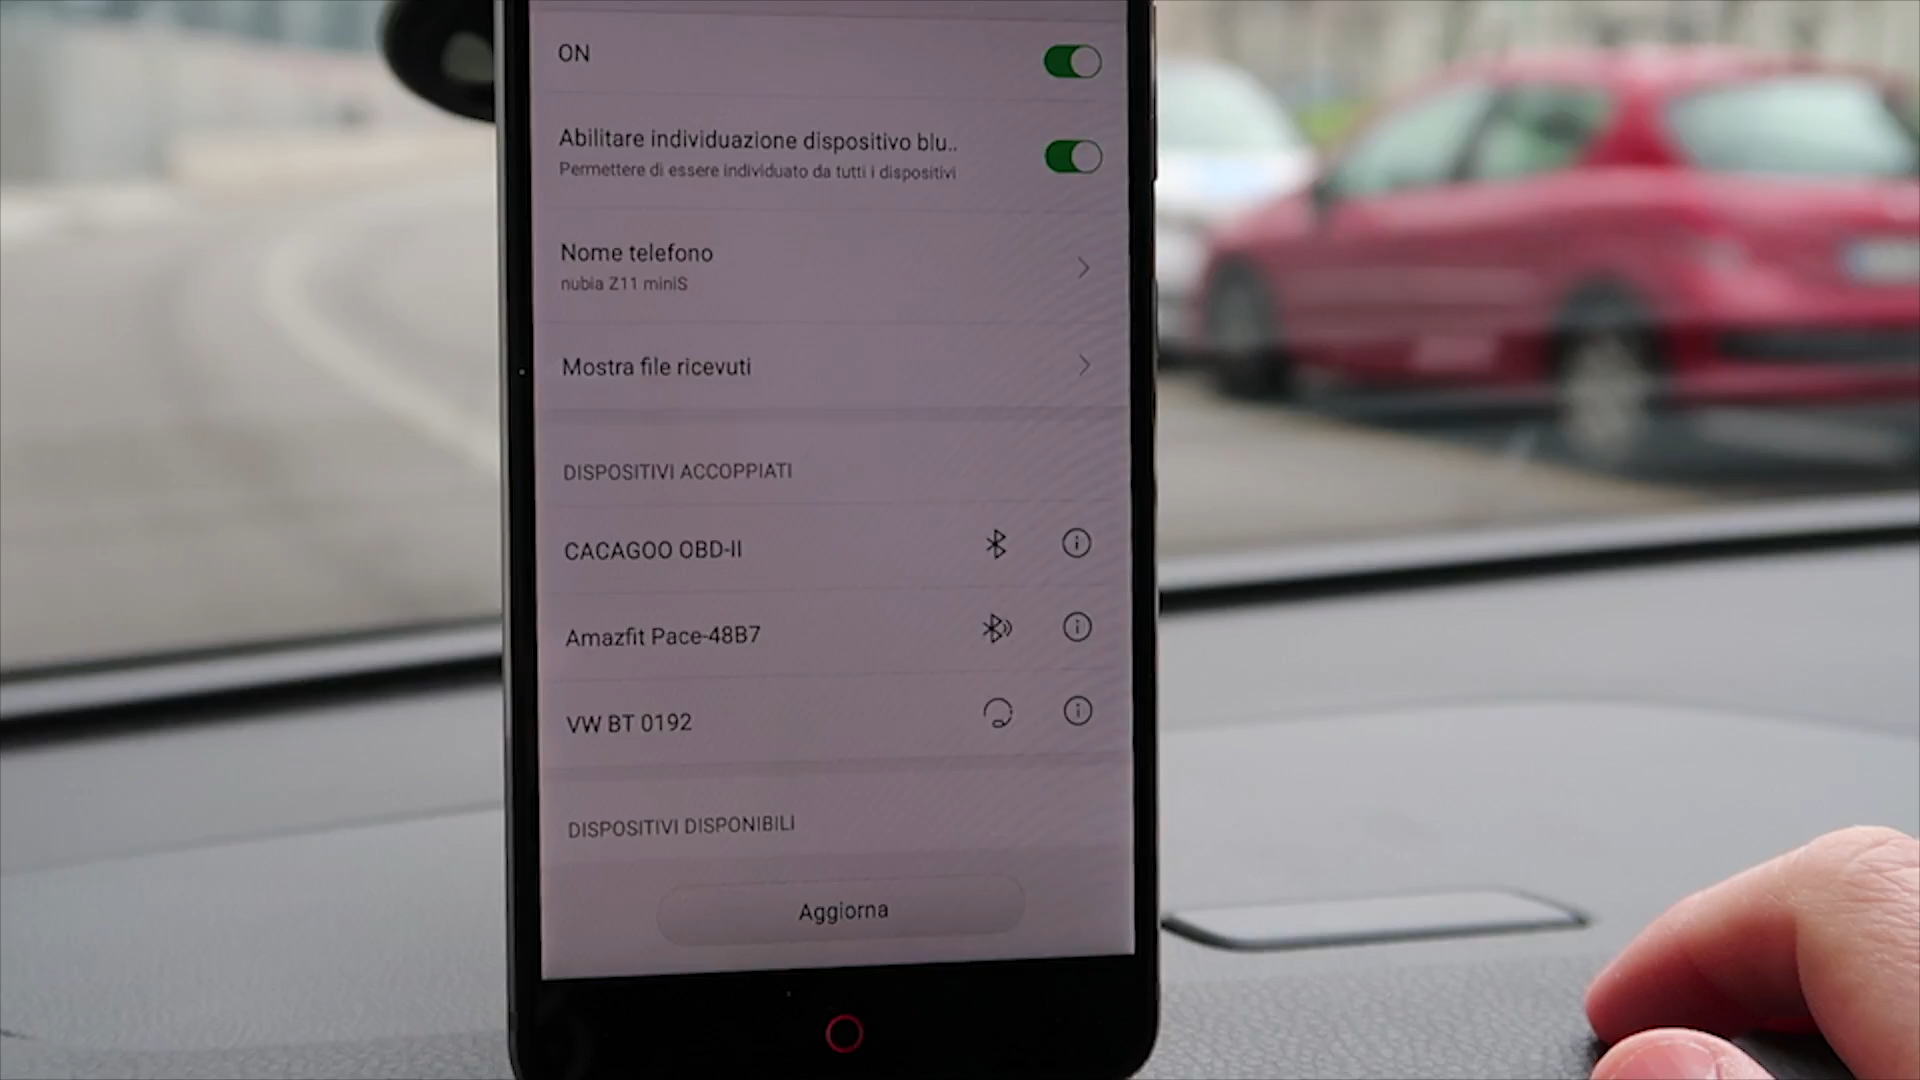 ON
Abilitare individuazione dispositivo blu..
Permettere di essere individuato da tutti i dispositivi
Nome telefono
nubia Z11 miniS
Mostra file ricevuti
DISPOSITIVI ACCOPPIATI
CACAGOO OBD-II
Amazfit Pace-48B7
VW BT 0192
DISPOSITIVI DISPONIBILI
Aggiorna